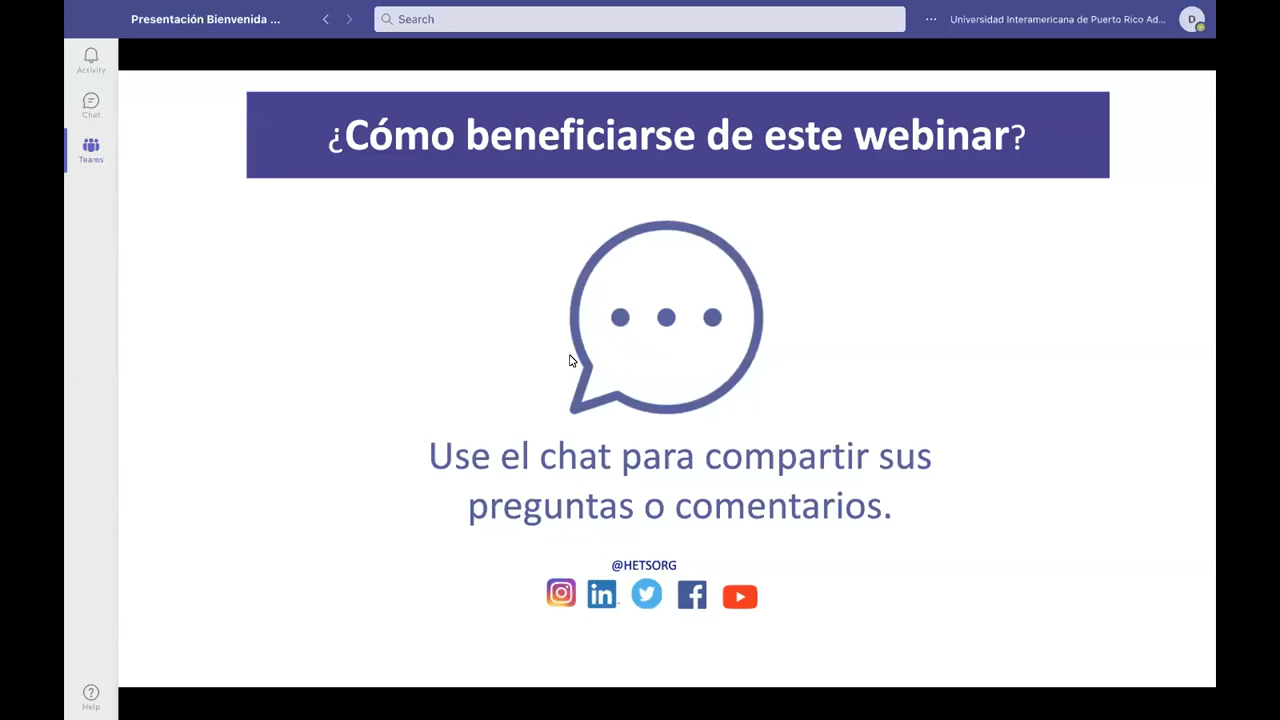 Presentación Bienvenida ...
Search
Universidad Interamericana de Puerto Rico Ad...
D
Activity
Chat
Teams
¿Cómo beneficiarse de este webinar?
Use el chat para compartir sus
preguntas o comentarios.
@HETSORG
in
Help